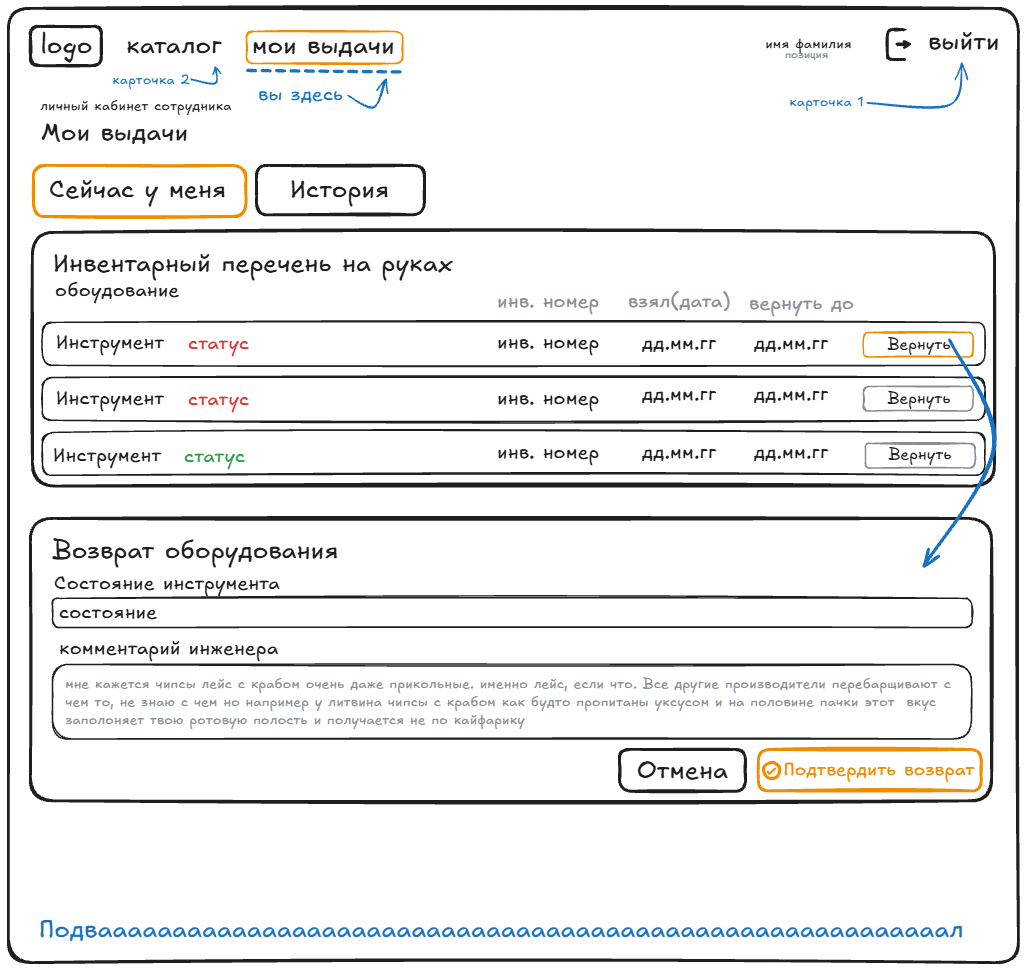 logo каталог мои выдачи имя фамилия выйти
позиция
карточка 2
вы здесь
карточка 1
личный кабинет сотрудника
Мои выдачи
Сейчас у меня История
Инвентарный перечень на руках
обоудование
инв. номер взял(дата) вернуть до
Инструмент статус инв. номер дд.мм.гг дд.мм.гг Вернуть
Инструмент статус инв. номер дд.мм.гг дд.мм.гг Вернуть
Инструмент статус инв. номер дд.мм.гг дд.мм.гг Вернуть
Возврат оборудования
Состояние инструмента
состояние
комментарий инженера
мне кажется чипсы лейс с крабом очень даже прикольные. именно лейс, если что. Все другие производители перебарщивают с
чем то, не знаю с чем но например у литвина чипсы с крабом как будто пропитаны уксусом и на половине пачки этот вкус
заполоняет твою ротовую полость и получается не по кайфарику
Отмена Подтвердить возврат
Подваааааааааааааааааааааааааааааааааааааааааааааааааааааал